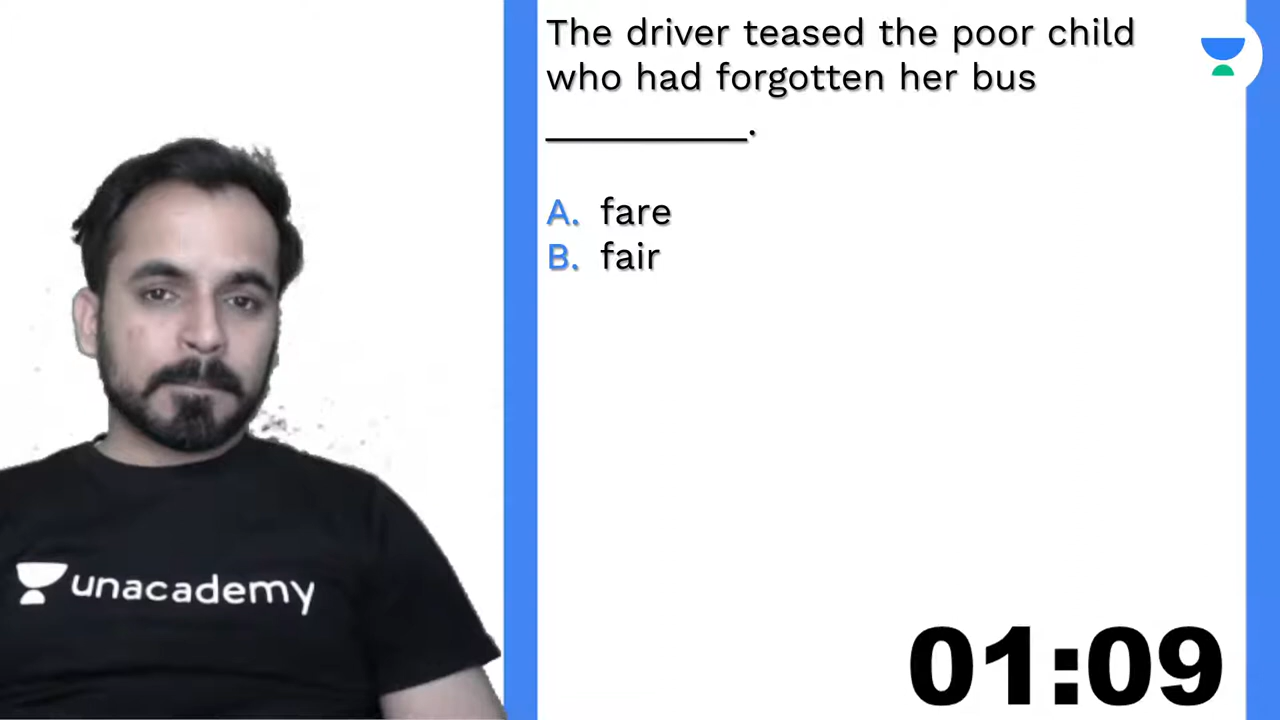 The driver teased the poor child
who had forgotten her bus
__________.
A. fare
B. fair
unacademy
01:09